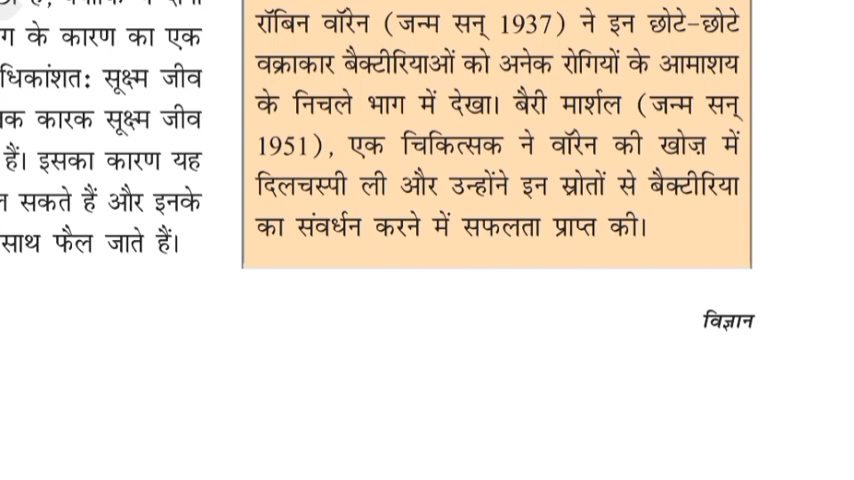 ग के कारण का एक
धिकांशतः सूक्ष्म जीव
क कारक सूक्ष्म जीव
हैं। इसका कारण यह
सकते हैं और इनके
साथ फैल जाते हैं।
रॉबिन वॉरेन (जन्म सन् 1937) ने इन छोटे-छोटे
वक्राकार बैक्टीरियाओं को अनेक रोगियों के आमाशय
के निचले भाग में देखा। बैरी मार्शल (जन्म सन्
1951), एक चिकित्सक ने वॉरेन की खोज़ में
दिलचस्पी ली और उन्होंने इन स्रोतों से बैक्टीरिया
का संवर्धन करने में सफलता प्राप्त की।
विज्ञान